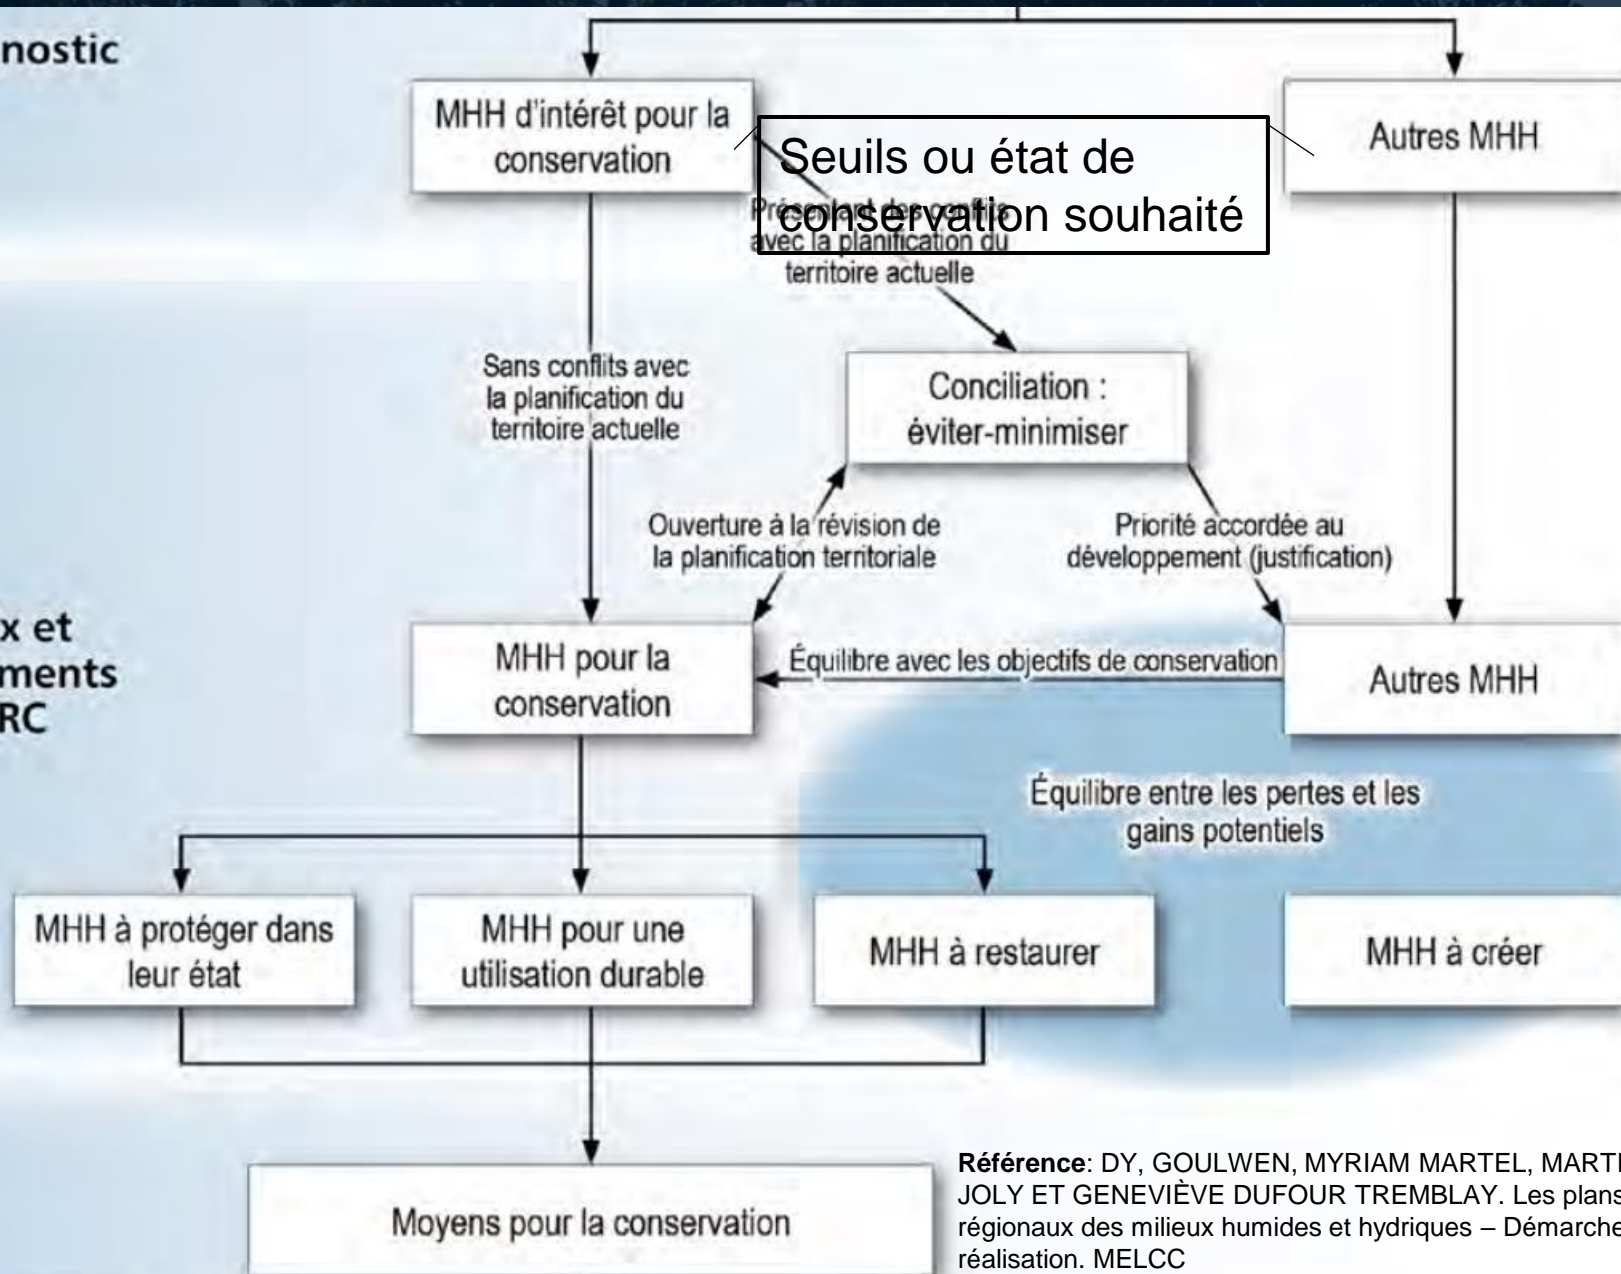 nostic
MHH d'intérêt pour la
conservation
Autres MHH
Seuils ou état de
conservation souhaité
Présentant des conflits
avec la planification du
territoire actuelle
Sans conflits avec
la planification du
territoire actuelle
Conciliation :
éviter-minimiser
Ouverture à la révision de
la planification territoriale
Priorité accordée au
développement (justification)
x et
ments
RC
MHH pour la
conservation
Équilibre avec les objectifs de conservation
Autres MHH
Équilibre entre les pertes et les
gains potentiels
MHH à protéger dans
leur état
MHH pour une
utilisation durable
MHH à restaurer
MHH à créer
Moyens pour la conservation
Référence: DY, GOULWEN, MYRIAM MARTEL, MARTI
JOLY ET GENEVIÈVE DUFOUR TREMBLAY. Les plans
régionaux des milieux humides et hydriques – Démarche
réalisation. MELCC